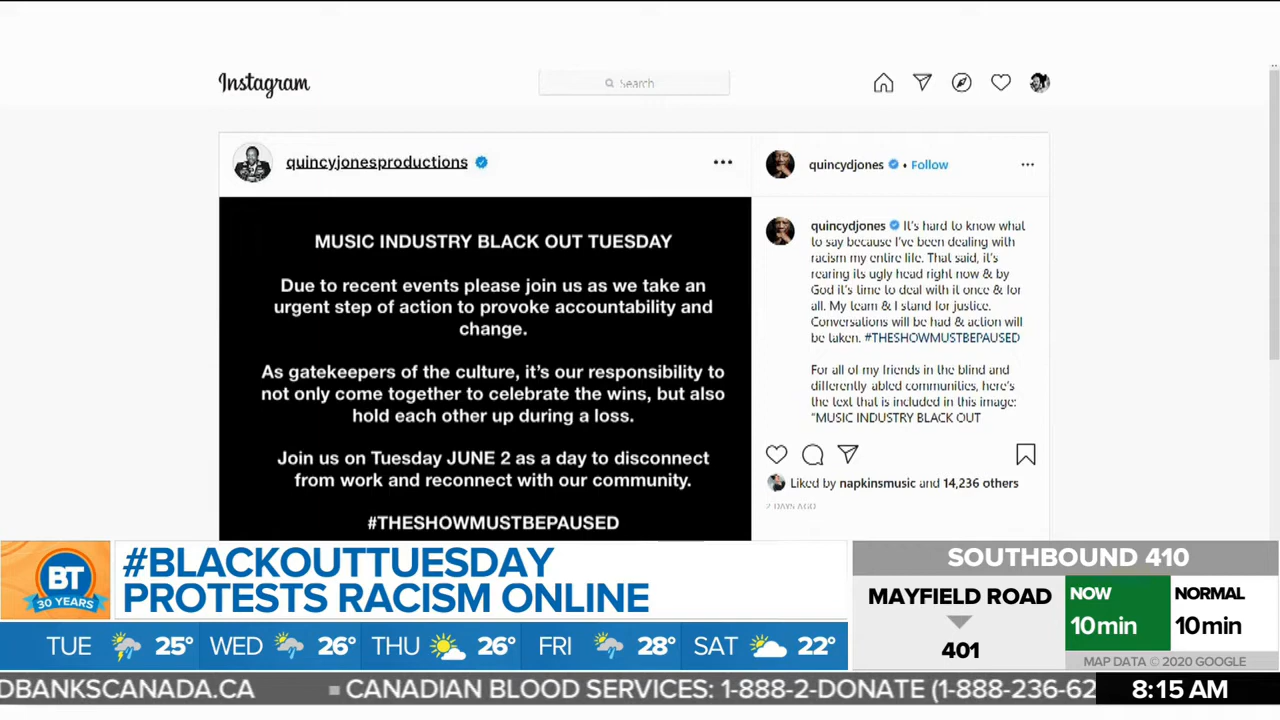 Instagram
Search
quincyjonesproductions
quincydjones • Follow
MUSIC INDUSTRY BLACK OUT TUESDAY
Due to recent events please join us as we take an
urgent step of action to provoke accountability and
change.
As gatekeepers of the culture, it's our responsibility to
not only come together to celebrate the wins, but also
hold each other up during a loss.
Join us on Tuesday JUNE 2 as a day to disconnect
from work and reconnect with our community.
#THESHOWMUSTBEPAUSED
quincydjones It's hard to know what
to say because I've been dealing with
racism my entire life. That said, it's
rearing its ugly head right now & by
God it's time to deal with it once & for
all. My team & I stand for justice.
Conversations will be had & action will
be taken. #THESHOWMUSTBEPAUSED
For all of my friends in the blind and
differently abled communities, here's
the text that is included in this image:
"MUSIC INDUSTRY BLACK OUT
Liked by napkinsmusic and 14,236 others
2 DAYS AGO
BT
30 YEARS
#BLACKOUTTUESDAY
PROTESTS RACISM ONLINE
SOUTHBOUND 410
MAYFIELD ROAD
401
NOW
10min
NORMAL
10min
MAP DATA © 2020 GOOGLE
TUE 25° WED 26° THU 26° FRI 28° SAT 22°
DBANKSCANADA.CA ■ CANADIAN BLOOD SERVICES: 1-888-2-DONATE (1-888-236-62
8:15 AM